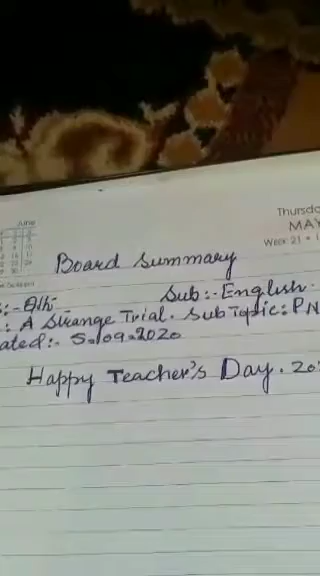 June
Thursda
MAY
Week 21 •
Board Summary
:-8th Sub:-English.
: A Strange Trial. Sub Topic: PN
ated:- 5.09.2020
Happy Teacher's Day. 20